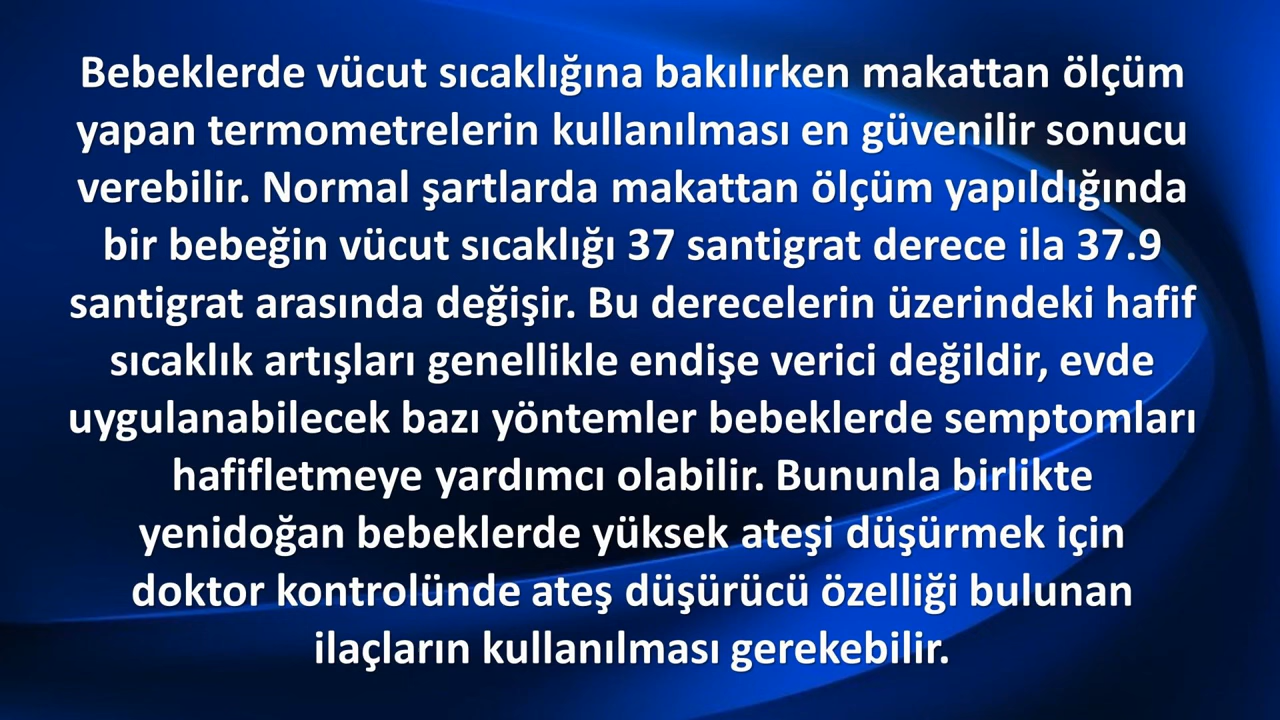 Bebeklerde vücut sıcaklığına bakılırken makattan ölçüm
yapan termometrelerin kullanılması en güvenilir sonucu
verebilir. Normal şartlarda makattan ölçüm yapıldığında
bir bebeğin vücut sıcaklığı 37 santigrat derece ila 37.9
santigrat arasında değişir. Bu derecelerin üzerindeki hafif
sıcaklık artışları genellikle endişe verici değildir, evde
uygulanabilecek bazı yöntemler bebeklerde semptomları
hafifletmeye yardımcı olabilir. Bununla birlikte
yenidoğan bebeklerde yüksek ateşi düşürmek için
doktor kontrolünde ateş düşürücü özelliği bulunan
ilaçların kullanılması gerekebilir.